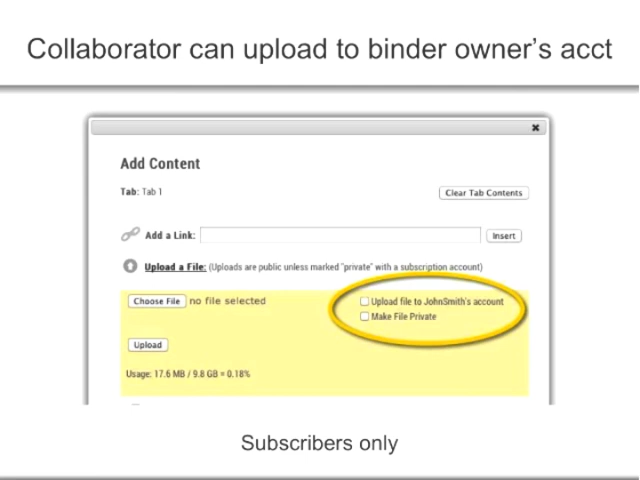 Collaborator can upload to binder owner's acct
Add Content
Tab: Tab 1
Clear Tab Contents
Add a Link:
Insert
Upload a File: (Uploads are public unless marked "private" with a subscription account)
Choose File no file selected
Upload file to JohnSmith's account
Make File Private
Upload
Usage: 17.6 MB / 9.8 GB = 0.18%
Subscribers only